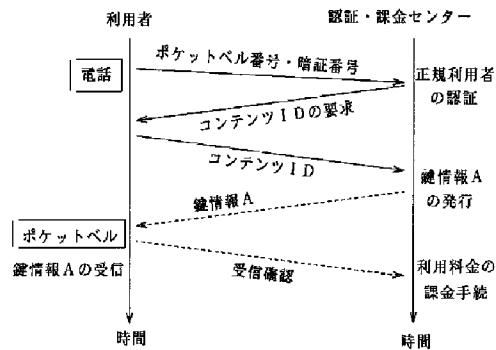 利用者
認証・課金センター
ポケットベル番号・暗証番号
電話
正規利用者
の認証
コンテンツＩＤの要求
コンテンツＩＤ
鍵情報Ａ
の発行
鍵情報Ａ
ポケットベル
鍵情報Ａの受信
受信確認
利用料金の
課金手続
時間
時間